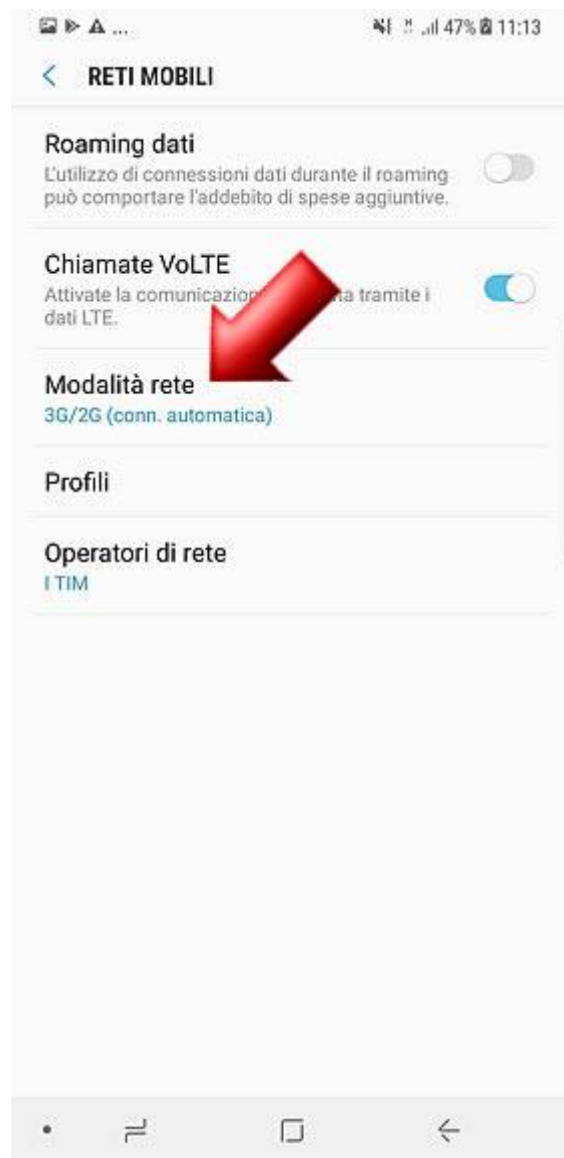 ... 47% 11:13
RETI MOBILI
Roaming dati
L'utilizzo di connessioni dati durante il roaming
può comportare l'addebito di spese aggiuntive.
Chiamate VoLTE
Attivate la tramite i
dati LTE.
Modalità rete
3G/2G (conn. automatica)
Profili
Operatori di rete
I TIM